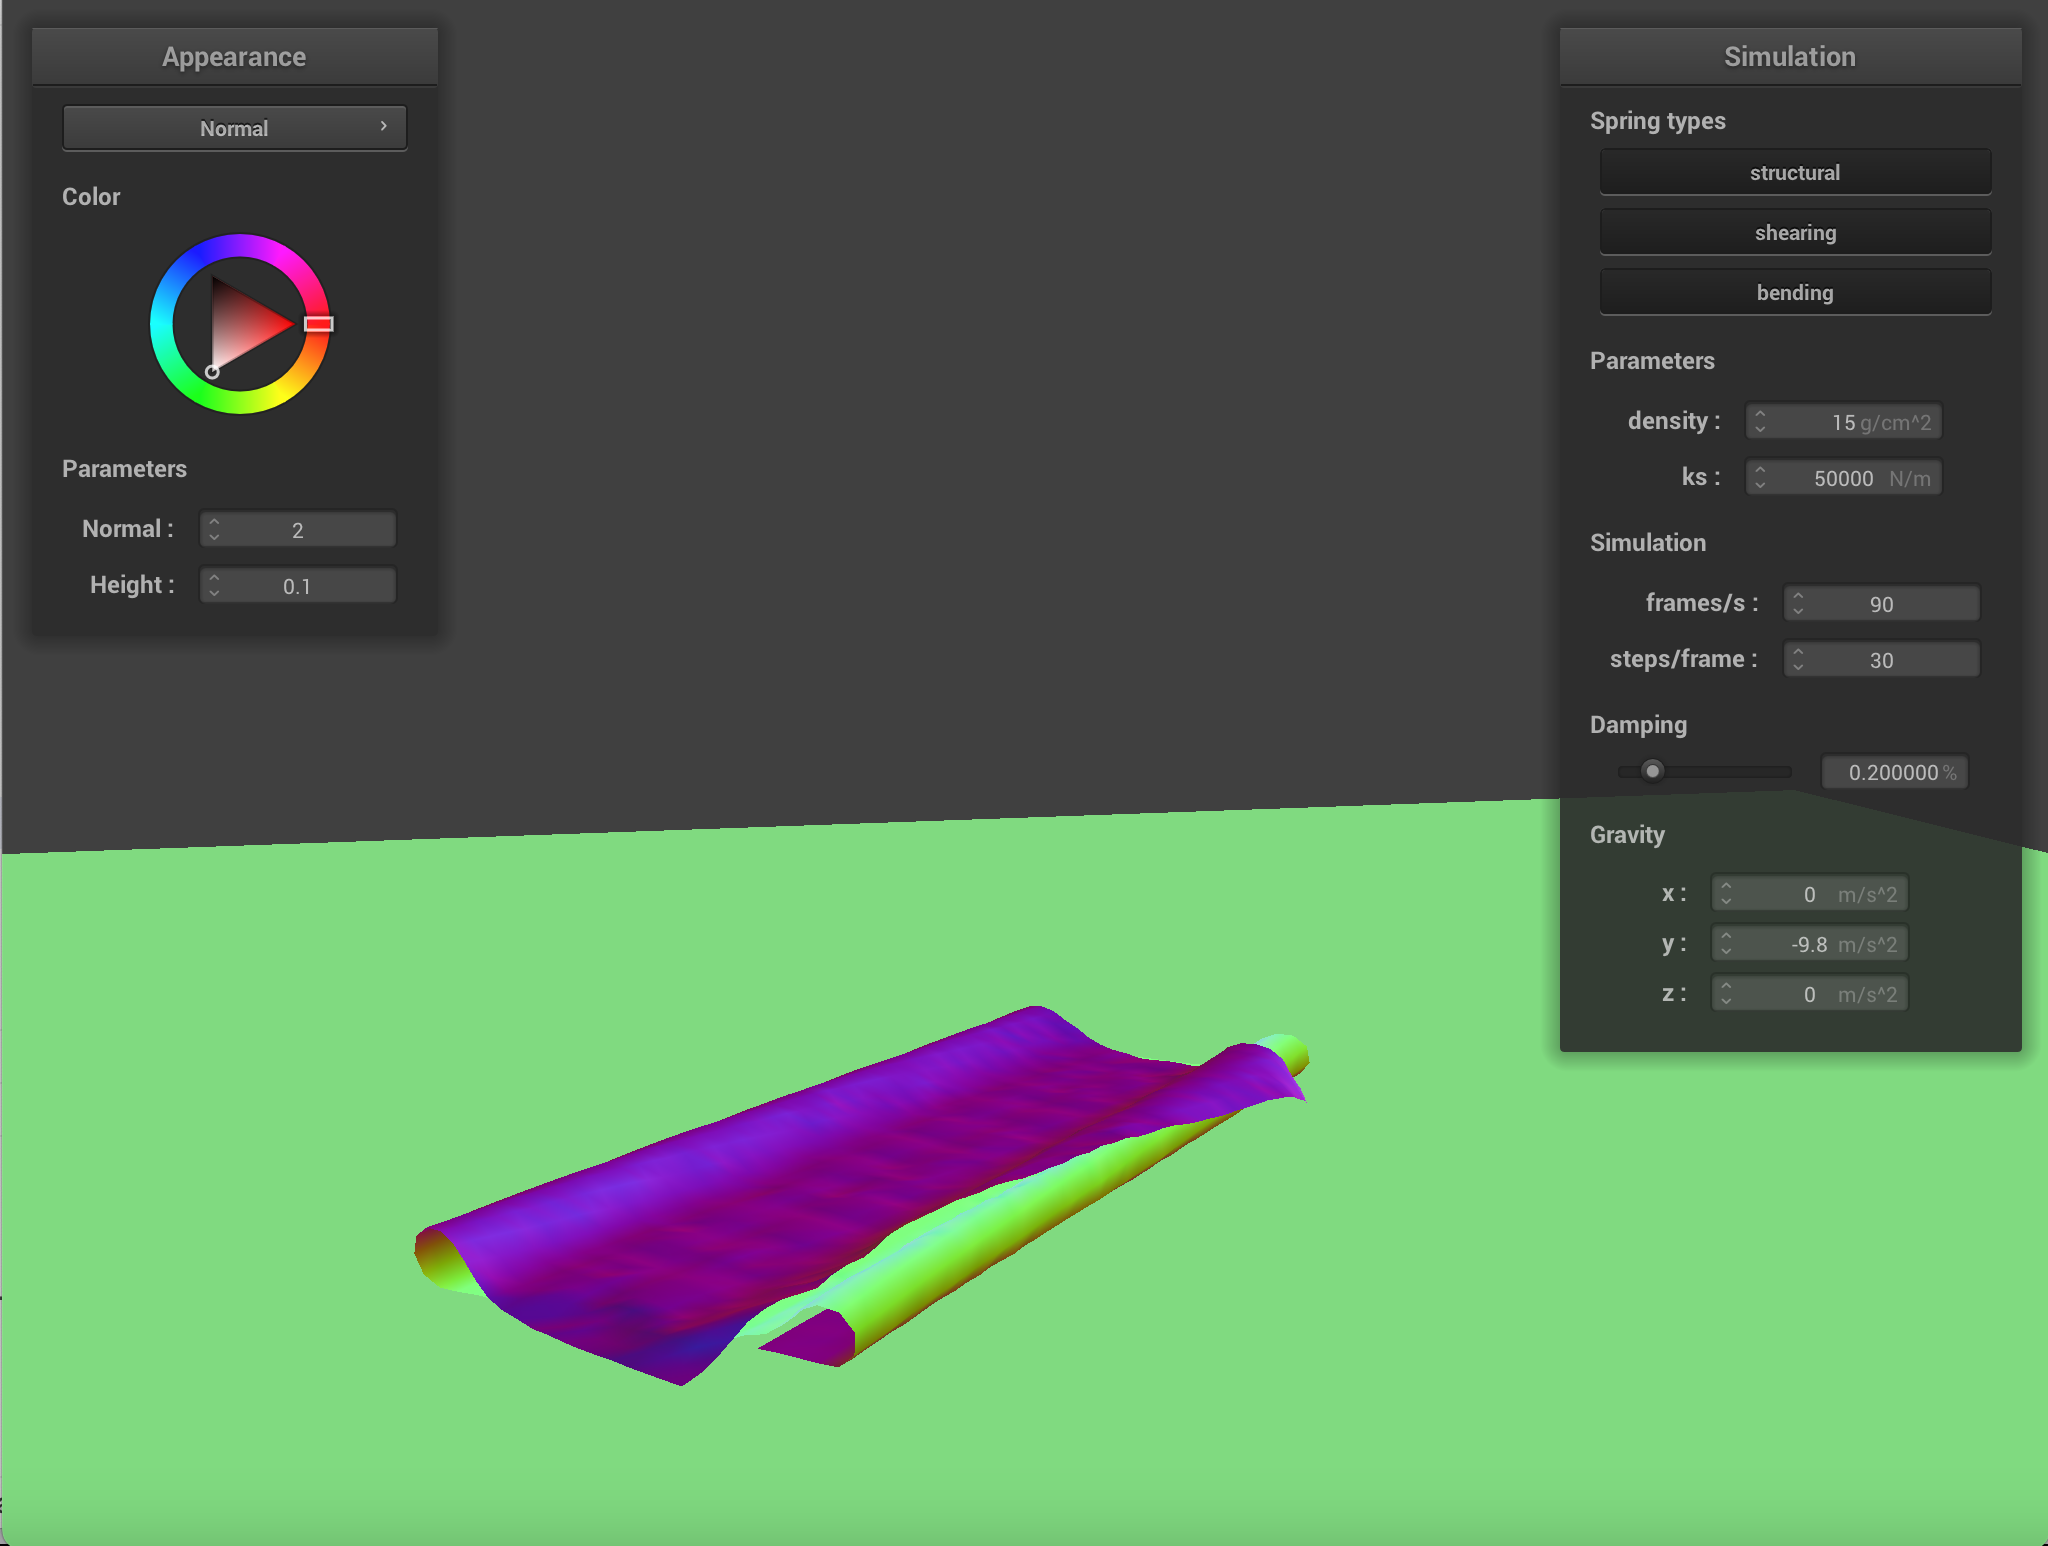 Appearance
Normal
Color
Parameters
Normal : 2
Height : 0.1
Simulation
Spring types
structural
shearing
bending
Parameters
density : 15 g/cm^2
ks : 50000 N/m
Simulation
frames/s : 90
steps/frame : 30
Damping
0.200000 %
Gravity
x : 0 m/s^2
y : -9.8 m/s^2
z : 0 m/s^2